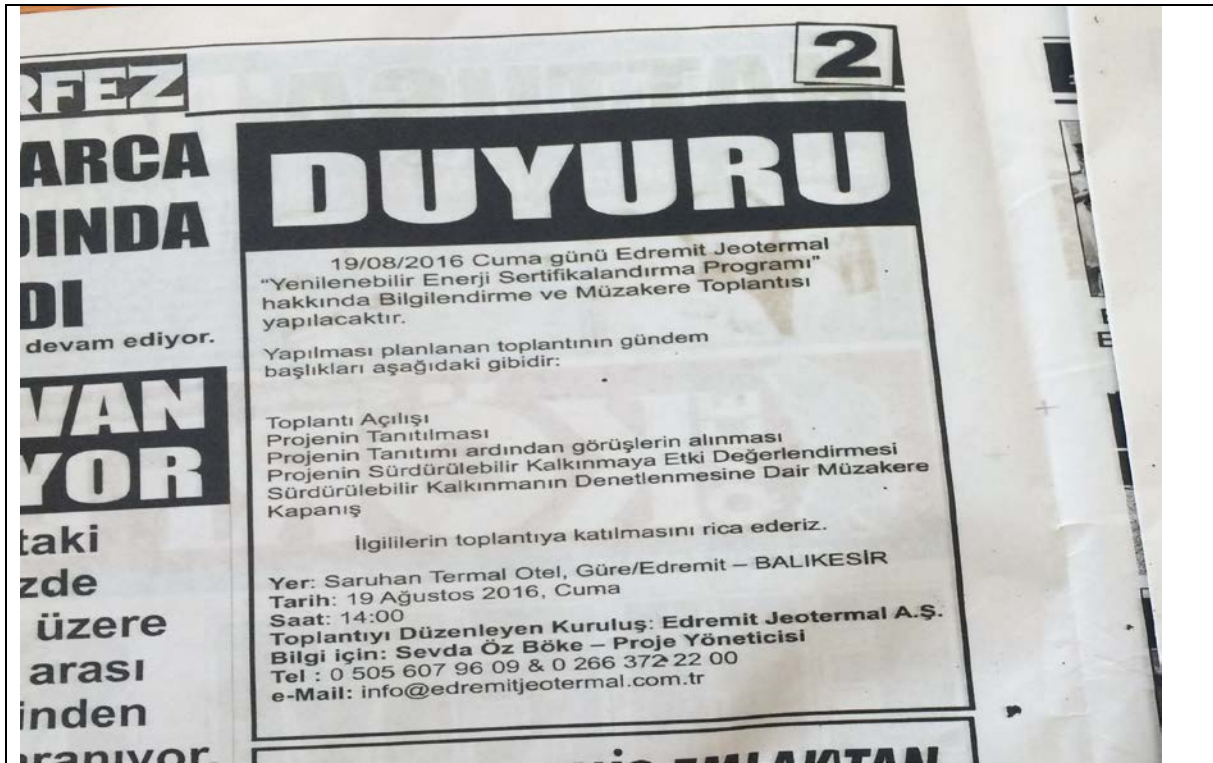 2
RFEZ
ARCA
DINDA
DI
devam ediyor.
VAN
YOR
taki
zde
üzere
arası
inden
aranıyor.
DUYURU
19/08/2016 Cuma günü Edremit Jeotermal
“Yenilenebilir Enerji Sertifikalandırma Programı”
hakkında Bilgilendirme ve Müzakere Toplantısı
yapılacaktır.
Yapılması planlanan toplantının gündem
başlıkları aşağıdaki gibidir:
Toplantı Açılışı
Projenin Tanıtılması
Projenin Tanıtımı ardından görüşlerin alınması
Projenin Sürdürülebilir Kalkınmaya Etki Değerlendirmesi
Sürdürülebilir Kalkınmanın Denetlenmesine Dair Müzakere
Kapanış
İlgililerin toplantıya katılmasını rica ederiz.
Yer: Saruhan Termal Otel, Güre/Edremit – BALIKESİR
Tarih: 19 Ağustos 2016, Cuma
Saat: 14:00
Toplantıyı Düzenleyen Kuruluş: Edremit Jeotermal A.Ş.
Bilgi için: Sevda Öz Böke – Proje Yöneticisi
Tel : 0 505 607 96 09 & 0 266 372 22 00
e-Mail: info@edremitjeotermal.com.tr